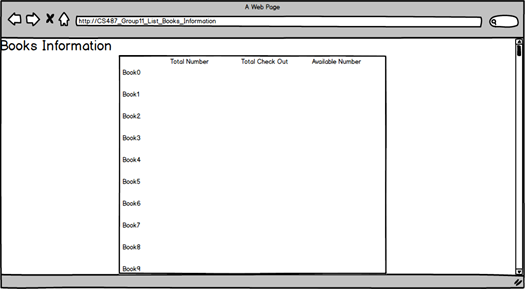 A Web Page
http://CS487_Group11_List_Books_Information
Books Information
Total Number Total Check Out Available Number
Book0
Book1
Book2
Book3
Book4
Book5
Book6
Book7
Book8
Book9